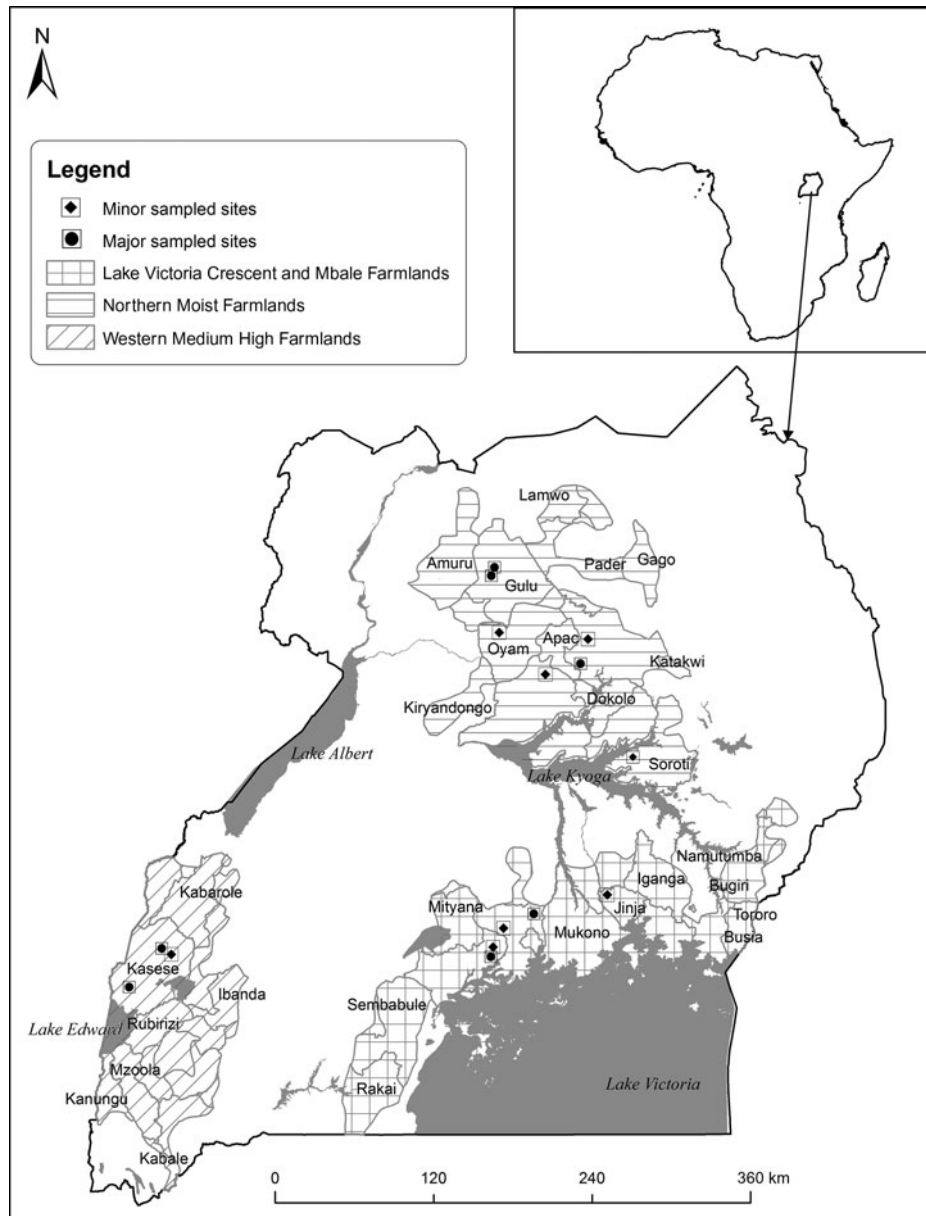 N
Legend
Minor sampled sites
Major sampled sites
Lake Victoria Crescent and Mbale Farmlands
Northern Moist Farmlands
Western Medium High Farmlands
Lamwo
Amuru
Gulu
Pader
Gago
Oyam
Apac
Katakwi
Kiryandongo
Dokolo
Lake Albert
Lake Kyoga
Soroti
Namutumba
Kabarole
Iganga
Bugiri
Mityana
Jinja
Tororo
Mukono
Busia
Kasese
Ibanda
Sembabule
Lake Edward
Rubirizi
Mzoola
Rakai
Lake Victoria
Kanungu
Kabale
0 120 240 360 km